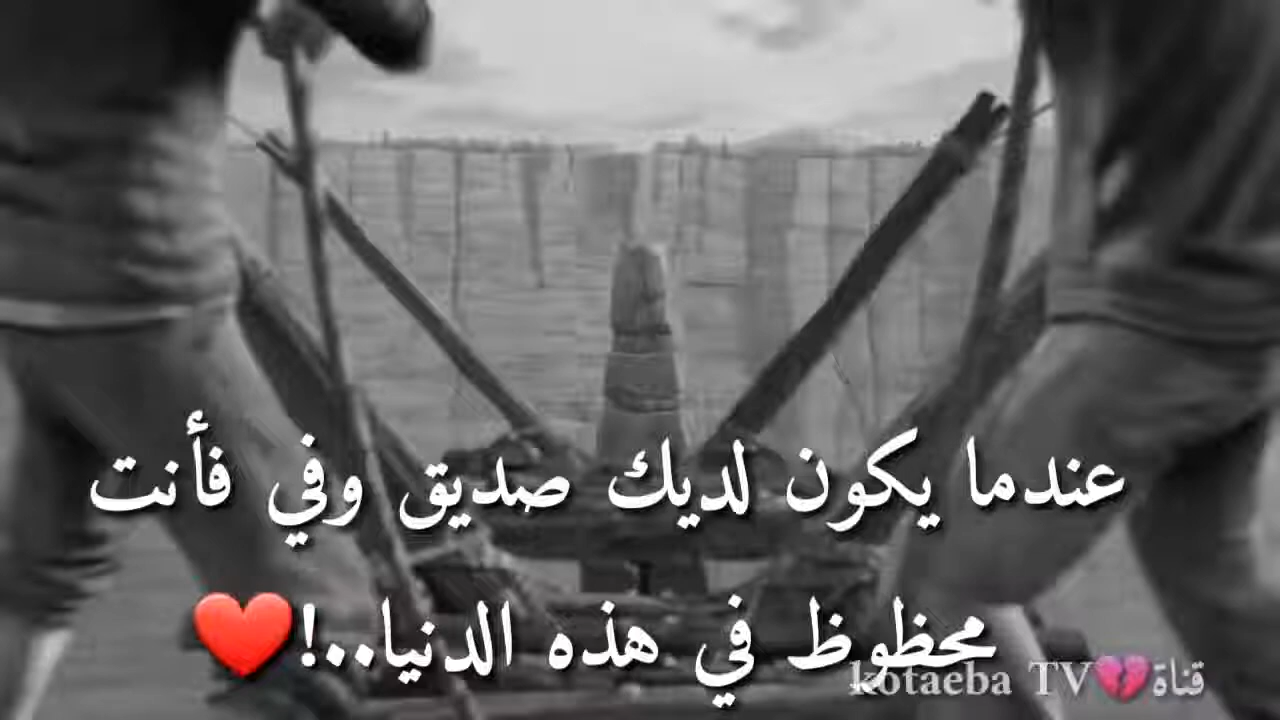 عندما يكون لديك صديق وفي فأنت
محظوظ في هذه الدنيا..!❤️
قناة💔kotaeba TV